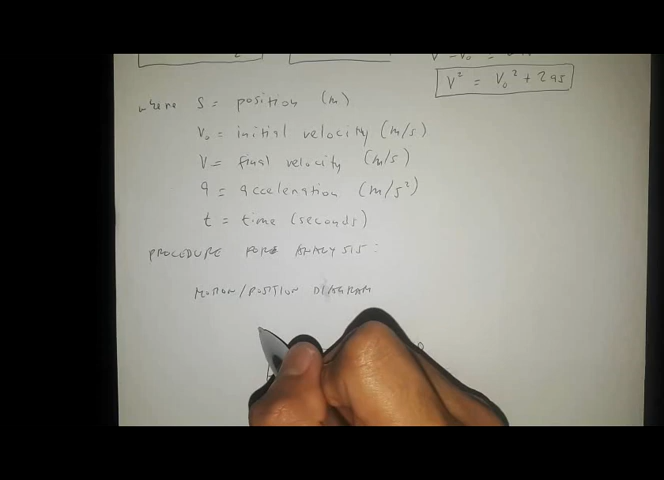 V² = V₀² + 2as
where S = position (m)
V₀ = initial velocity (m/s)
V = final velocity (m/s)
a = acceleration (m/s²)
t = time (seconds)
PROCEDURE FOR ANALYSIS:
MOTION/POSITION DIAGRAM